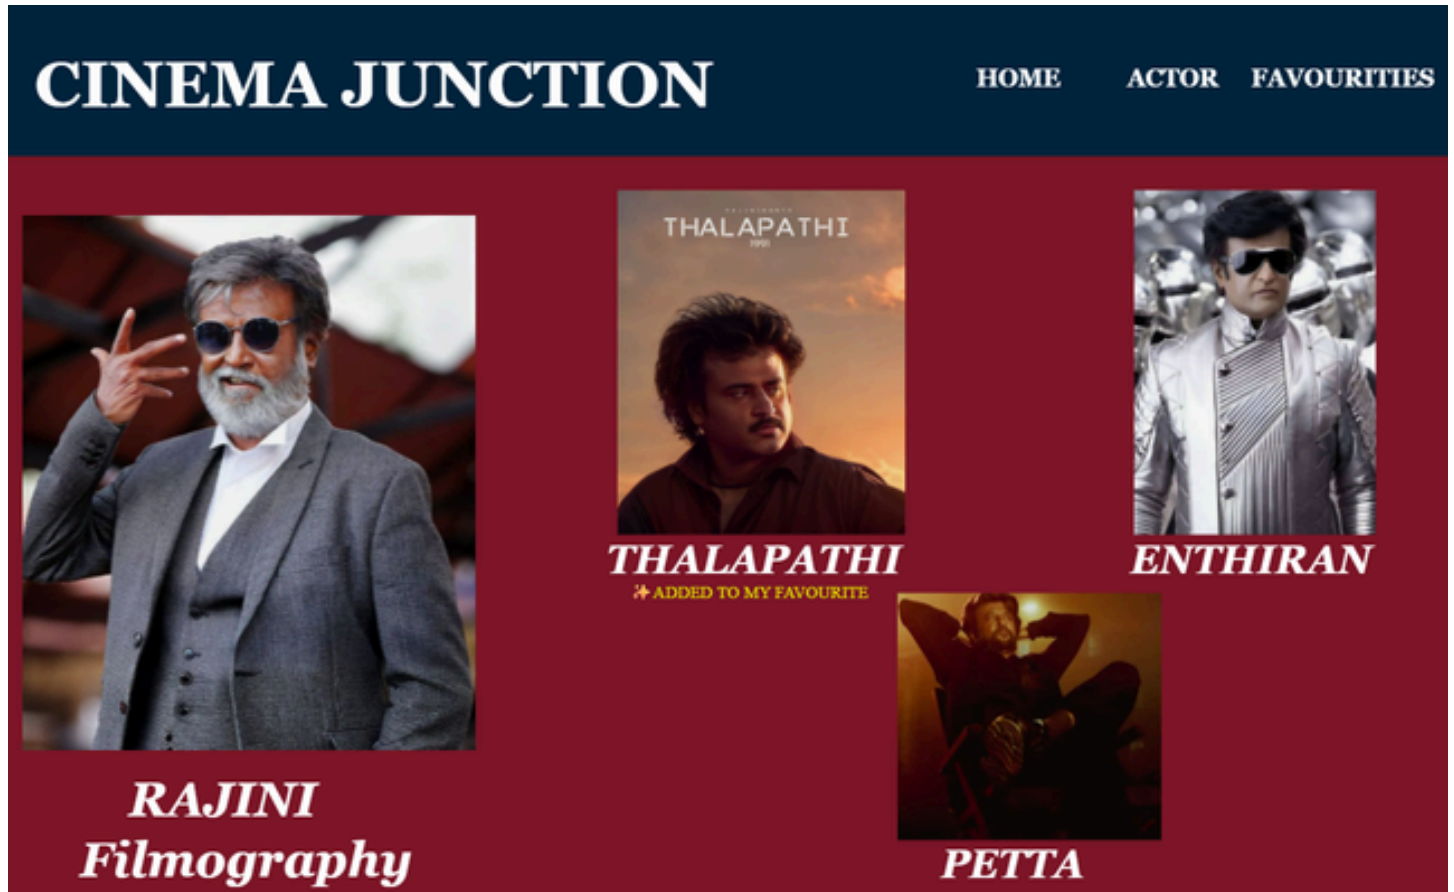 CINEMA JUNCTION
HOME ACTOR FAVOURITIES
THALAPATHI
1991
THALAPATHI
✨ADDED TO MY FAVOURITE
ENTHIRAN
PETTA
RAJINI
Filmography